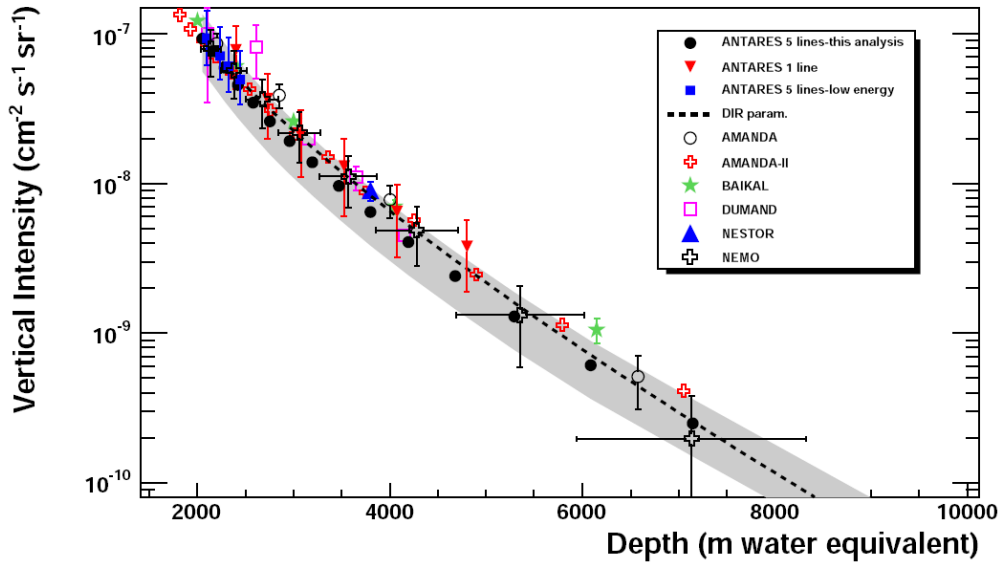 Vertical Intensity (cm-2 s-1 sr-1)
10-7
10-8
10-9
10-10
ANTARES 5 lines-this analysis
ANTARES 1 line
ANTARES 5 lines-low energy
DIR param.
AMANDA
AMANDA-II
BAIKAL
DUMAND
NESTOR
NEMO
2000 4000 6000 8000 10000
Depth (m water equivalent)